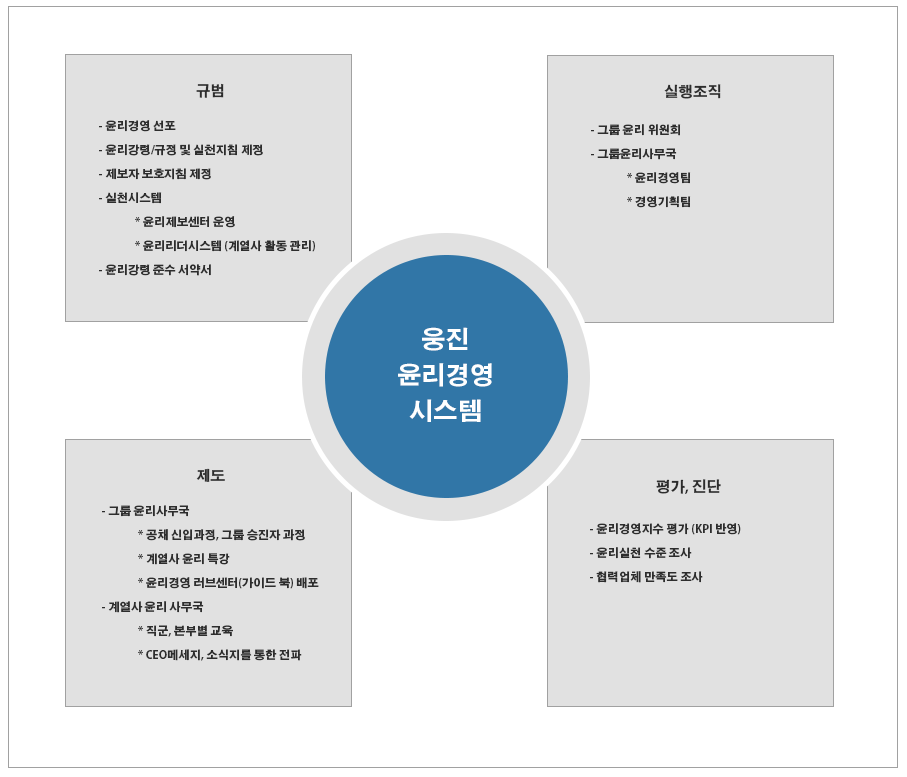 규범
- 윤리경영 선포
- 윤리강령/규정 및 실천지침 제정
- 제보자 보호지침 제정
- 실천시스템
* 윤리제보센터 운영
* 윤리리더시스템 (계열사 활동 관리)
- 윤리강령 준수 서약서
실행조직
- 그룹 윤리 위원회
- 그룹윤리사무국
* 윤리경영팀
* 경영기획팀
웅진
윤리경영
시스템
제도
- 그룹 윤리사무국
* 공채 신입과정, 그룹 승진자 과정
* 계열사 윤리 특강
* 윤리경영 러브센터(가이드 북) 배포
- 계열사 윤리 사무국
* 직군, 본부별 교육
* CEO메세지, 소식지를 통한 전파
평가, 진단
- 윤리경영지수 평가 (KPI 반영)
- 윤리실천 수준 조사
- 협력업체 만족도 조사